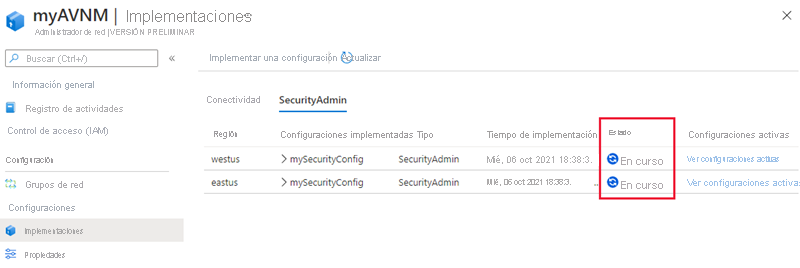 myAVNM | Implementaciones
Administrador de red |VERSIÓN PRELIMINAR
Buscar (Ctrl+/)
«
Implementar una configuración
Actualizar
Información general
Registro de actividades
Control de acceso (IAM)
Configuración
Grupos de red
Configuraciones
Implementaciones
Propiedades
Conectividad
SecurityAdmin
Región Configuraciones implementadas Tipo Tiempo de implementación Estado Configuraciones activas
westus > mySecurityConfig SecurityAdmin Mié, 06 oct 2021 18:38:3. En curso Ver configuraciones activas
eastus > mySecurityConfig SecurityAdmin Mié, 06 oct 2021 18:38:3. ... En curso Ver configuraciones activas